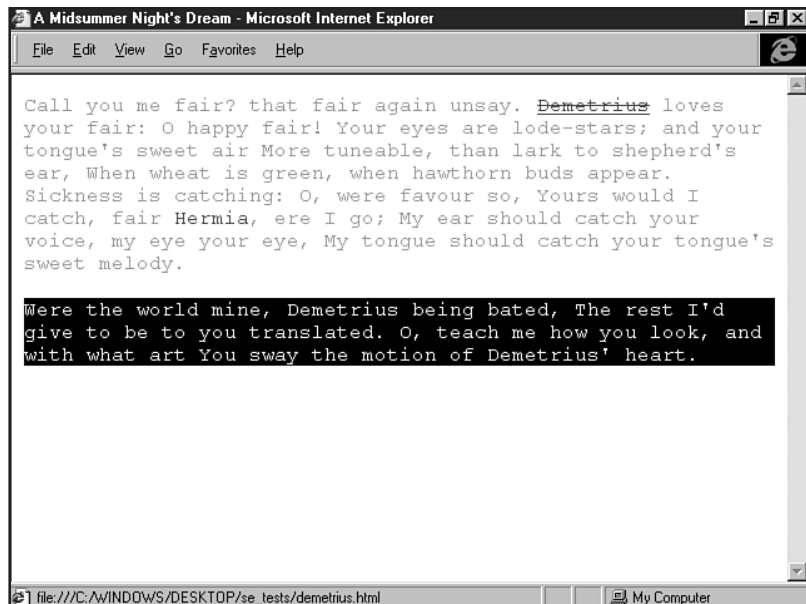 A Midsummer Night's Dream - Microsoft Internet Explorer
File Edit View Go Favorites Help
Call you me fair? that fair again unsay. Demetrius loves
your fair: O happy fair! Your eyes are lode-stars; and your
tongue's sweet air More tuneable, than lark to shepherd's
ear, When wheat is green, when hawthorn buds appear.
Sickness is catching: O, were favour so, Yours would I
catch, fair Hermia, ere I go; My ear should catch your
voice, my eye your eye, My tongue should catch your tongue's
sweet melody.
Were the world mine, Demetrius being bated, The rest I'd
give to be to you translated. O, teach me how you look, and
with what art You sway the motion of Demetrius' heart.
file:///C:/WINDOWS/DESKTOP/se_tests/demetrius.html My Computer